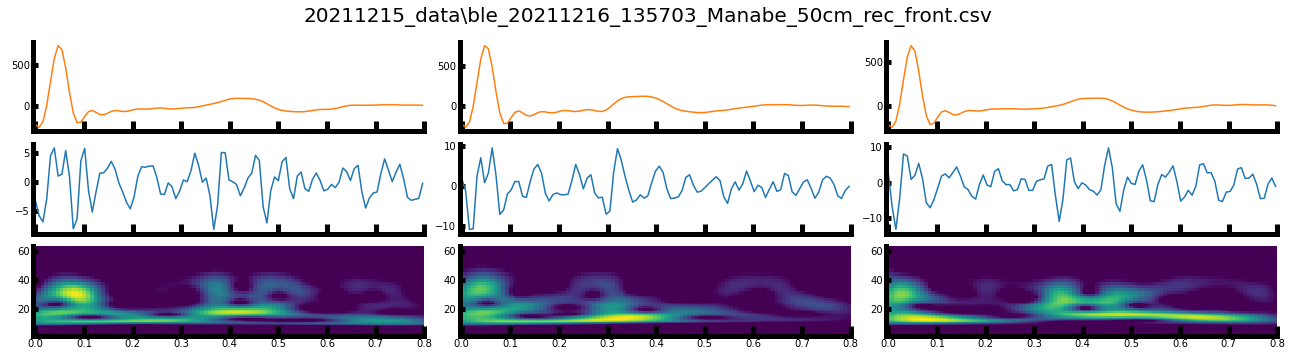 20211215_data\ble_20211216_135703_Manabe_50cm_rec_front.csv
500 500 500
0 0 0
5 10 10
0 0 0
−5 −10 −10
60 60 60
40 40 40
20 20 20
0.0 0.1 0.2 0.3 0.4 0.5 0.6 0.7 0.8 0.0 0.1 0.2 0.3 0.4 0.5 0.6 0.7 0.8 0.0 0.1 0.2 0.3 0.4 0.5 0.6 0.7 0.8